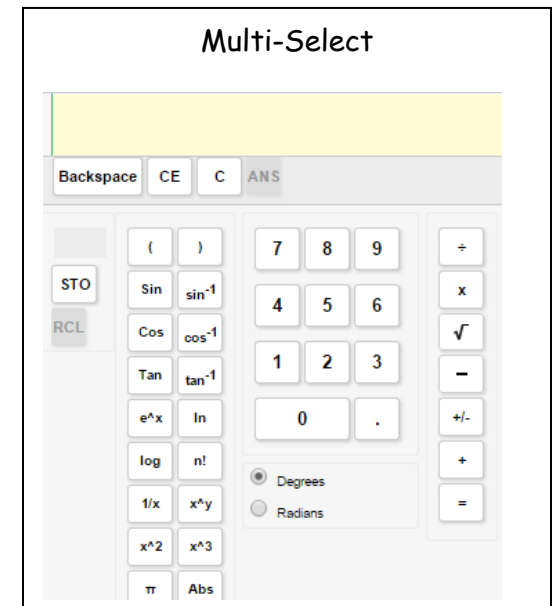 Multi-Select
Backspace CE C ANS
( ) 7 8 9 ÷
STO Sin sin-1 4 5 6 x
RCL Cos cos-1 √
Tan tan-1 1 2 3 −
e^x ln 0 . +/-
log n! +
Degrees
1/x x^y Radians =
x^2 x^3
π Abs